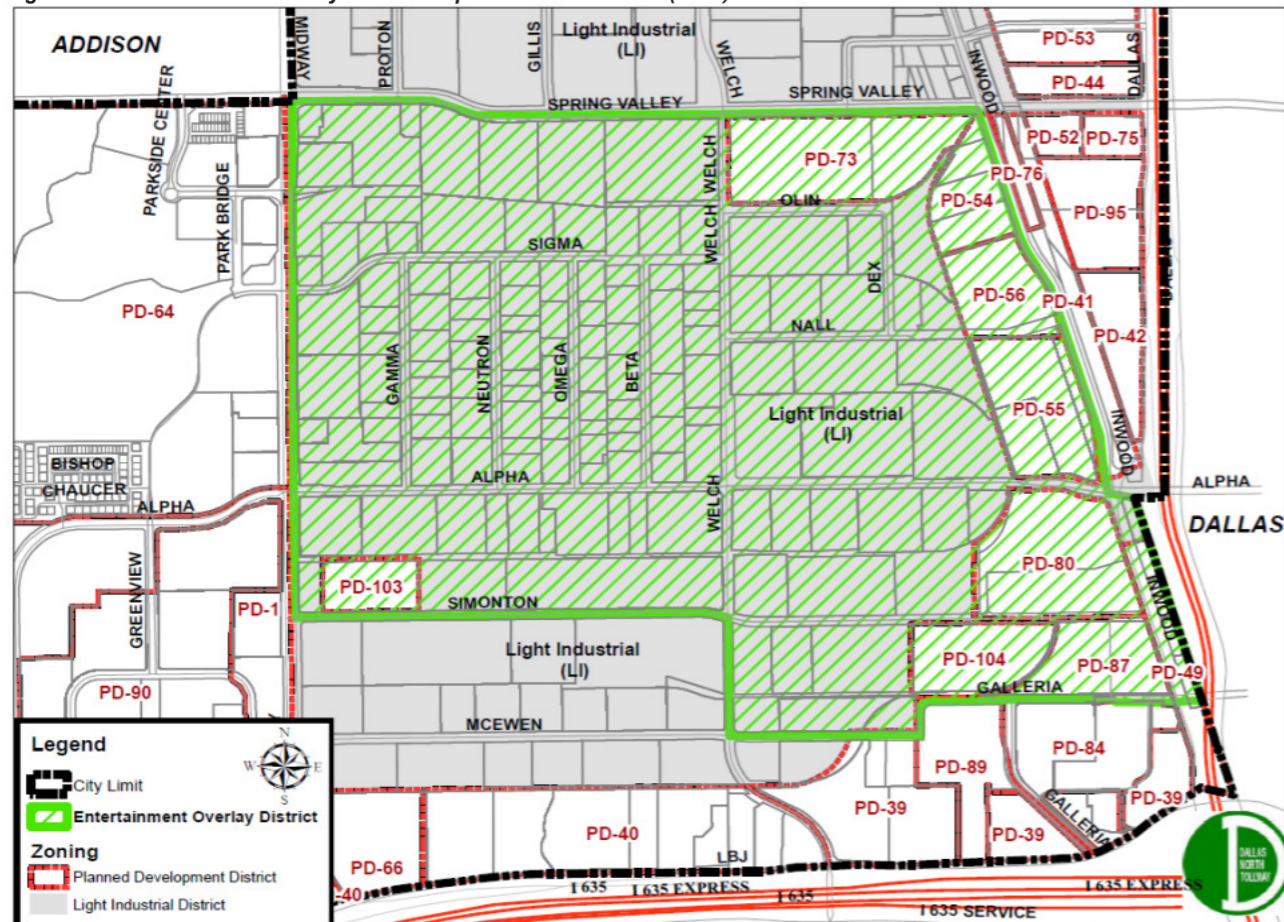 ADDISON
MIDWAY
PROTON
GILLIS
Light Industrial
(LI)
WELCH
INWOOD
PD-53
DALLAS
PD-44
PARKSIDE CENTER
SPRING VALLEY
SPRING VALLEY
PD-52
PD-75
PARK BRIDGE
WELCH
PD-73
PD-76
OLIN
PD-54
PD-95
SIGMA
WELCH
DEX
DALLAS
PD-64
PD-56
PD-41
NALL
PD-42
GAMMA
NEUTRON
OMEGA
BETA
Light Industrial
(LI)
PD-55
INWOOD
BISHOP
CHAUCER
ALPHA
ALPHA
WELCH
ALPHA
DALLAS
GREENVIEW
PD-1
PD-103
SIMONTON
PD-80
INWOOD
Light Industrial
(LI)
PD-104
PD-87
PD-49
GALLERIA
PD-90
MCEWEN
PD-89
PD-84
PD-39
GALLERIA
PD-39
PD-39
PD-40
LBJ
PD-66
-40
I 635
I 635 EXPRESS
I 635
I 635 EXPRESS
I 635 SERVICE
Legend
N
W
E
S
City Limit
Entertainment Overlay District
Zoning
Planned Development District
Light Industrial District
DALLAS
NORTH
TOLLWAY